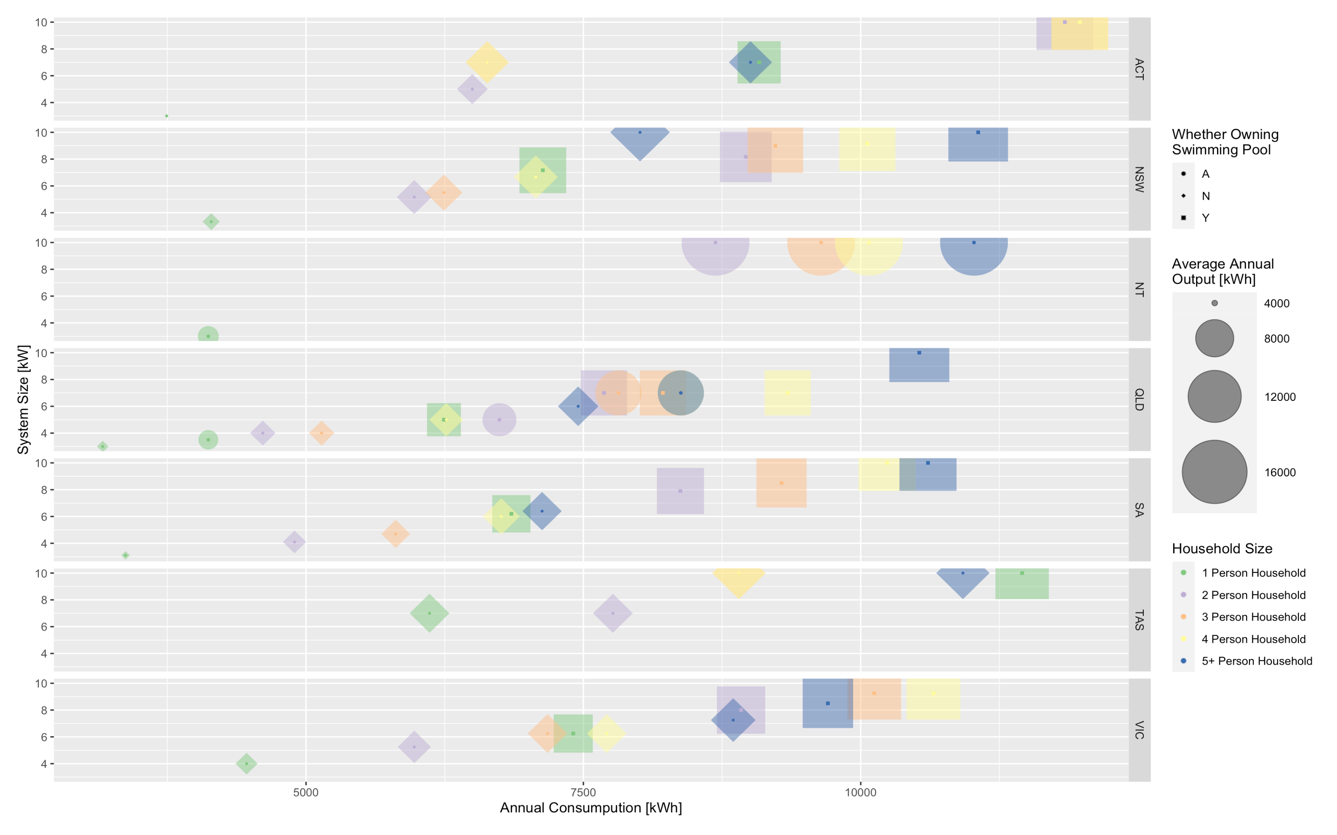 10
8
6
4
ACT
10
8
6
4
NSW
10
8
6
4
NT
10
8
6
4
QLD
10
8
6
4
SA
10
8
6
4
TAS
10
8
6
4
VIC
System Size [kW]
5000
7500
10000
Annual Consumpution [kWh]
Whether Owning
Swimming Pool
A
N
Y
Average Annual
Output [kWh]
4000
8000
12000
16000
Household Size
1 Person Household
2 Person Household
3 Person Household
4 Person Household
5+ Person Household